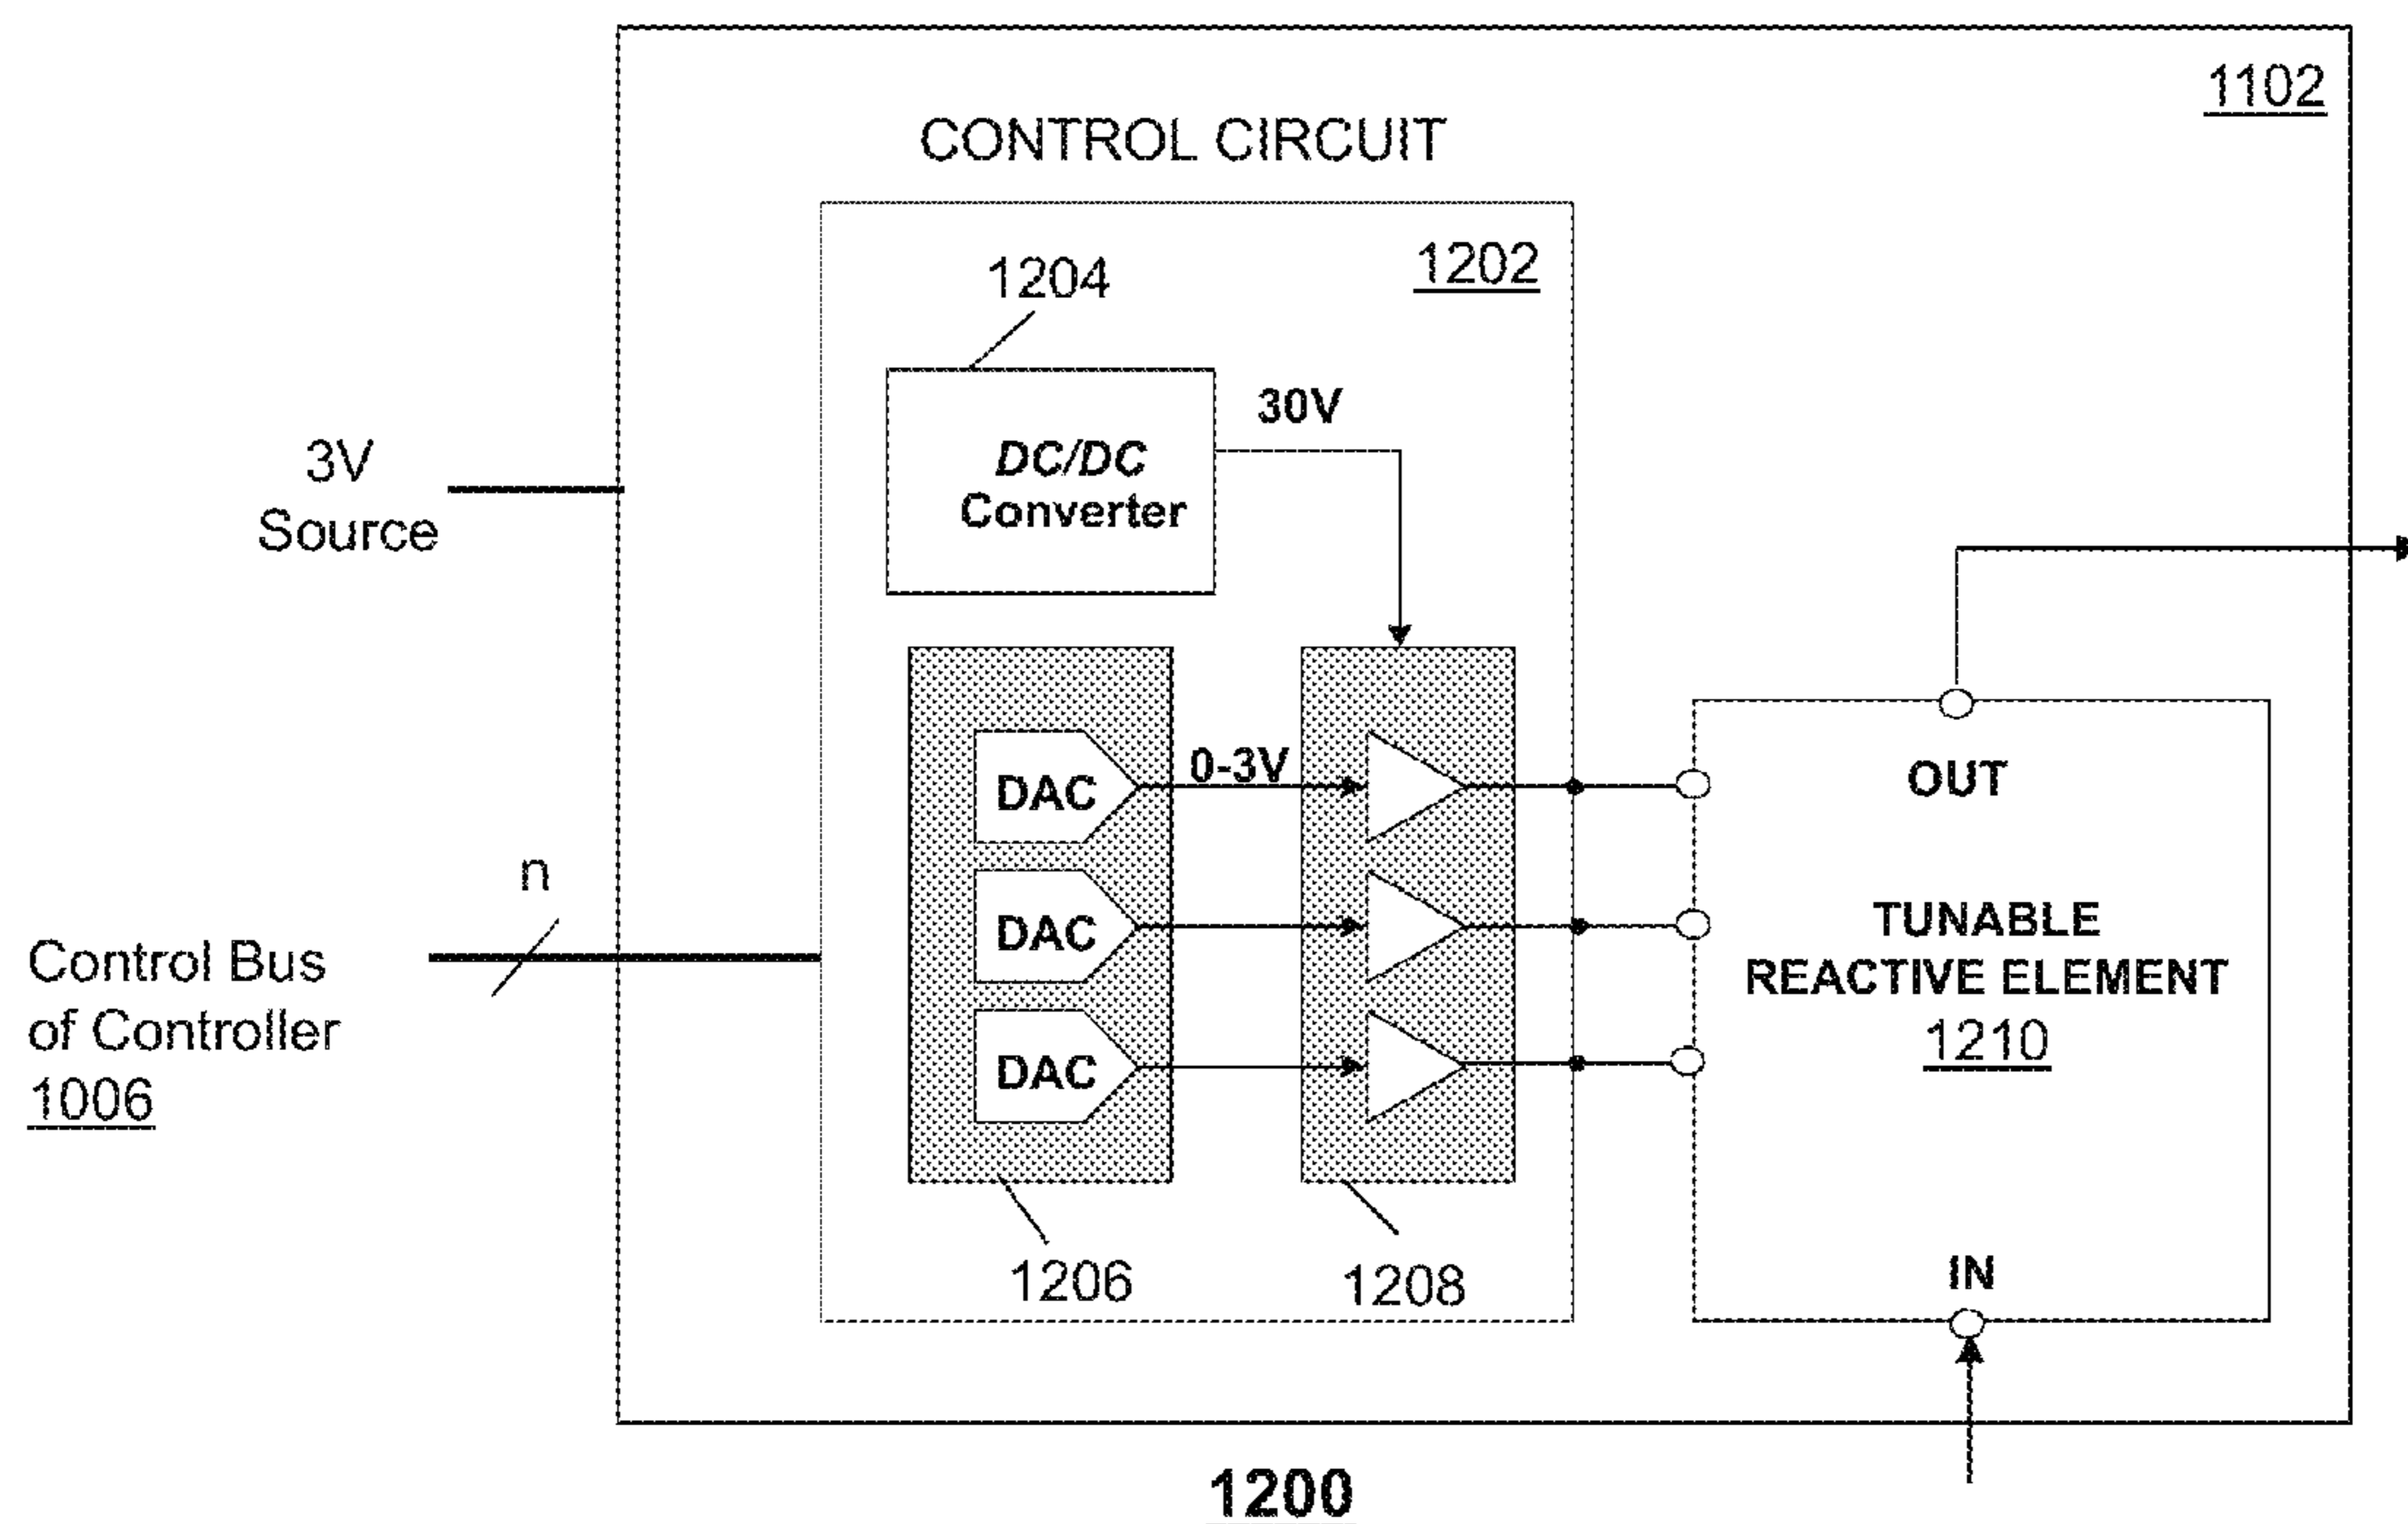 1102
CONTROL CIRCUIT
1202
1204
30V
DC/DC
Converter
3V
Source
0-3V
DAC
OUT
n
DAC
TUNABLE
REACTIVE ELEMENT
1210
Control Bus
of Controller
1006
DAC
IN
1206
1208
1200